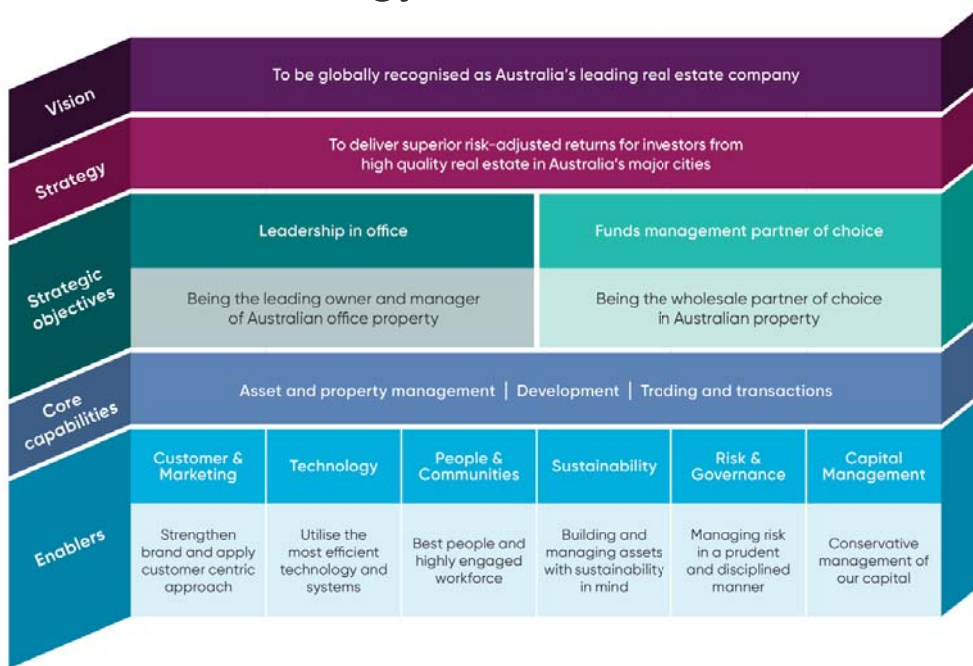 Vision
To be globally recognised as Australia's leading real estate company
Strategy
To deliver superior risk-adjusted returns for investors from
high quality real estate in Australia's major cities
Strategic
objectives
Leadership in office
Being the leading owner and manager
of Australian office property
Funds management partner of choice
Being the wholesale partner of choice
in Australian property
Core
capabilities
Asset and property management | Development | Trading and transactions
Enablers
Customer &
Marketing
Strengthen
brand and apply
customer centric
approach
Technology
Utilise the
most efficient
technology and
systems
People &
Communities
Best people and
highly engaged
workforce
Sustainability
Building and
managing assets
with sustainability
in mind
Risk &
Governance
Managing risk
in a prudent
and disciplined
manner
Capital
Management
Conservative
management of
our capital